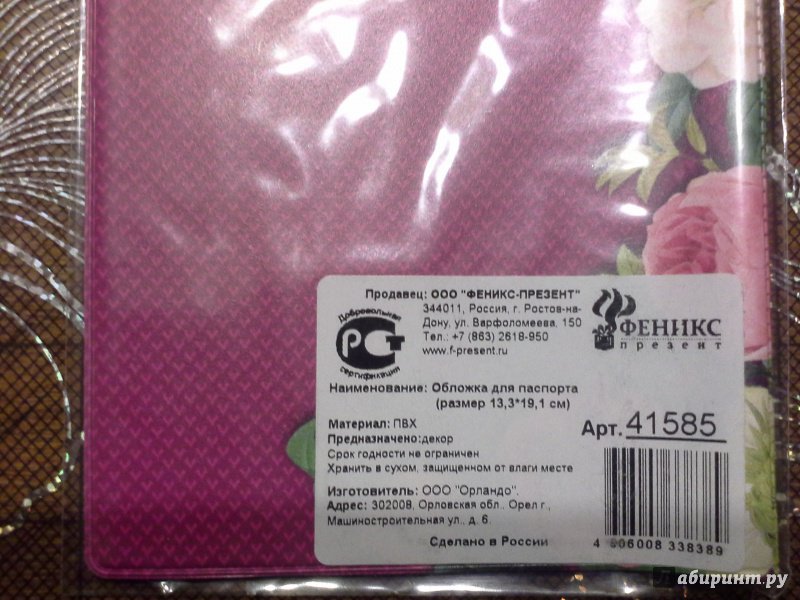 Продавец: ООО "ФЕНИКС-ПРЕЗЕНТ"
344011, Россия, г. Ростов-на-
Дону, ул. Варфоломеева, 150
Тел.: +7 (863) 2618-950
www.f-present.ru
Добровольная
РСТ
сертификация
ФЕНИКС
презент
Наименование: Обложка для паспорта
(размер 13,3*19,1 см)
Материал: ПВХ
Предназначено:декор
Срок годности не ограничен
Хранить в сухом, защищенном от влаги месте
Арт. 41585
Изготовитель: ООО "Орландо".
Адрес: 302008, Орловская обл., Орел г.,
Машиностроительная ул., д. 6.
Сделано в России
4 606008 338389
Лабиринт.ру